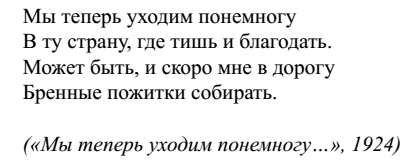 Мы теперь уходим понемногу
В ту страну, где тишь и благодать.
Может быть, и скоро мне в дорогу
Бренные пожитки собирать.
(«Мы теперь уходим понемногу…», 1924)